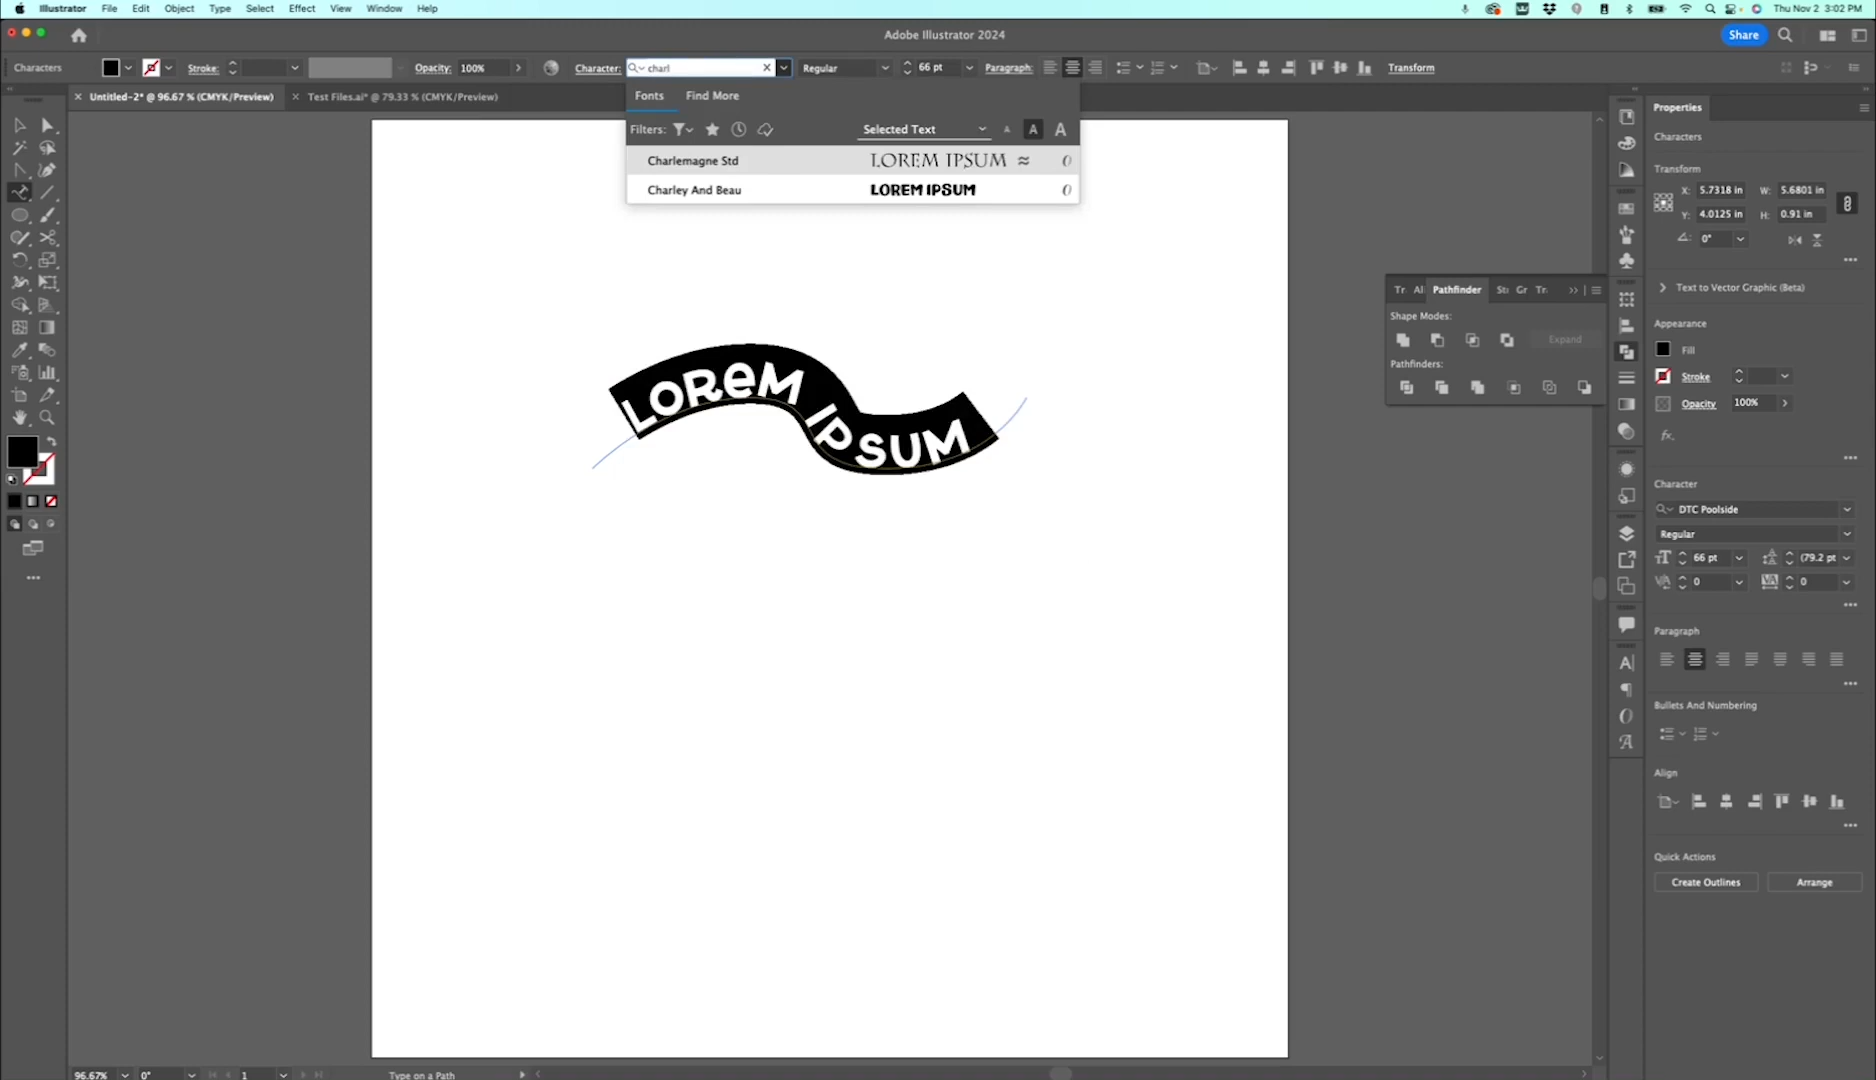 Illustrator File Edit Object Type Select Effect View Window Help Thu Nov 2 3:02 PM
Adobe Illustrator 2024 Share
Characters Stroke: Opacity: 100% Character: charl Regular 66 pt Paragraph: Transform
Untitled-2* @ 96.67 % (CMYK/Preview) Test Files.ai* @ 79.33 % (CMYK/Preview)
Fonts Find More
Filters: Selected Text A A A
Charlemagne Std LOREM IPSUM
Charley And Beau LOREM IPSUM
LOReM IPSUM
Tr Al Pathfinder Str Gr Tr
Shape Modes:
Expand
Pathfinders:
Properties
Characters
Transform
X: 5.7318 in W: 5.6801 in
Y: 4.0125 in H: 0.91 in
0°
Text to Vector Graphic (Beta)
Appearance
Fill
Stroke
Opacity 100%
fx.
Character
DTC Poolside
Regular
66 pt (79.2 pt
0 0
Paragraph
Bullets And Numbering
Align
Quick Actions
Create Outlines Arrange
96.67% 0° 1 Type on a Path